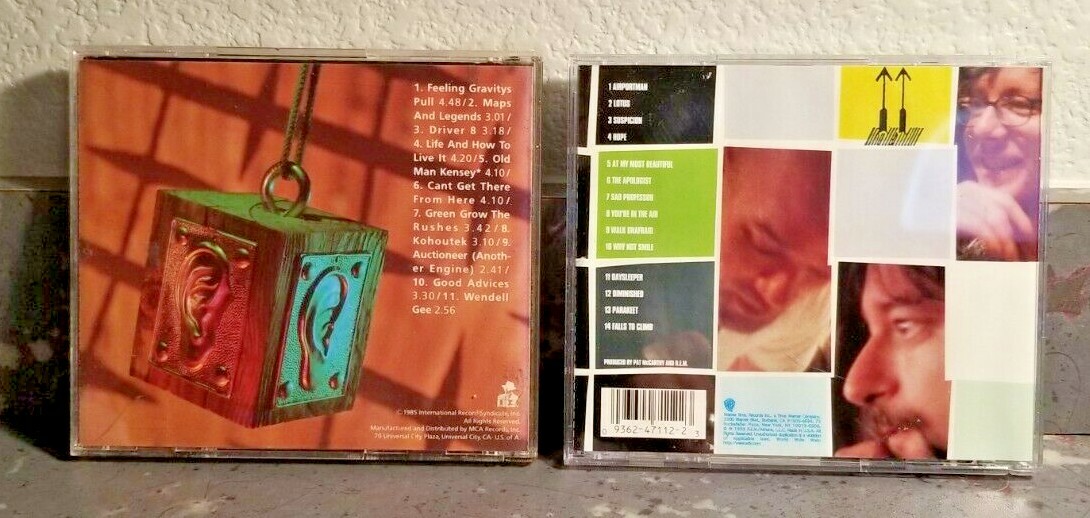 1. Feeling Gravitys
Pull 4.48/2. Maps
And Legends 3.01/
3. Driver 8 3.18/
4. Life And How To
Live It 4.20/5. Old
Man Kensey* 4.10/
6. Cant Get There
From Here 4.10/
7. Green Grow The
Rushes 3.42/8.
Kohoutek 3.10/9.
Auctioneer (Anoth-
er Engine) 2.41/
10. Good Advices
3.30/11. Wendell
Gee 2.56
© 1985 International Record Syndicate, Inc.
All Rights Reserved.
Manufactured and Distributed by MCA Records, Inc.
70 Universal City Plaza, Universal City, CA. U.S. of A.
1 AIRPORTMAN
2 LOTUS
3 SUSPICION
4 HOPE
5 AT MY MOST BEAUTIFUL
6 THE APOLOGIST
7 SAD PROFESSOR
8 YOU'RE IN THE AIR
9 WALK UNAFRAID
10 WHY NOT SMILE
11 DAYSLEEPER
12 DIMINISHED
13 PARAKEET
14 FALLS TO CLIMB
PRODUCED BY PAT McCARTHY AND R.E.M.
0 9362-47112-2 3